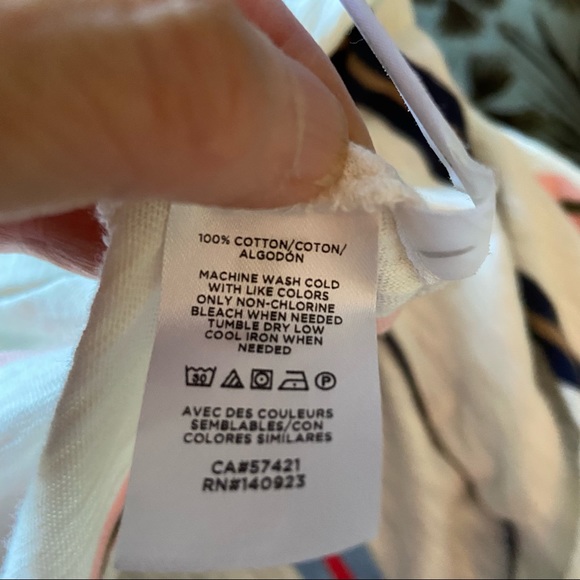 100% COTTON/COTON/
ALGODÓN
MACHINE WASH COLD
WITH LIKE COLORS
ONLY NON-CHLORINE
BLEACH WHEN NEEDED
TUMBLE DRY LOW
COOL IRON WHEN
NEEDED
30 P
AVEC DES COULEURS
SEMBLABLES/CON
COLORES SIMILARES
CA#57421
RN#140923